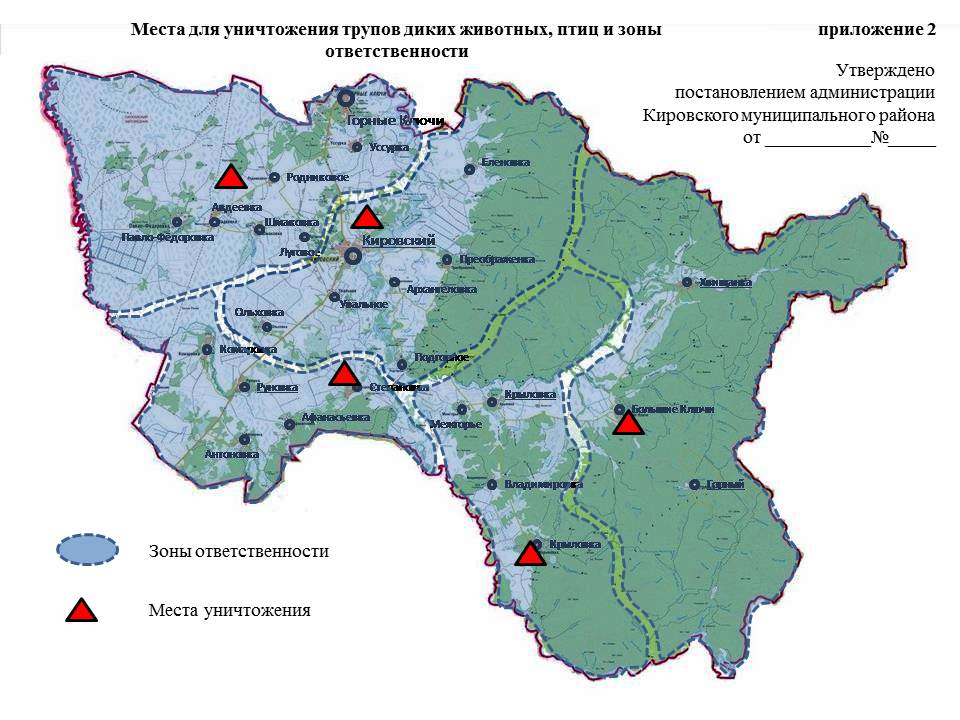 Места для уничтожения трупов диких животных, птиц и зоны ответственности
приложение 2
Утверждено
постановлением администрации
Кировского муниципального района
от ____________№_____
Горные Ключи
Уссурка
Еленовка
Родниковое
Авдеевка
Шмаковка
Павло-Федоровка
Кировский
Луговое
Преображенка
Хвищанка
Архангеловка
Увальное
Ольховка
Комаровка
Подгорное
Руновка
Степановка
Крыловка
Большие Ключи
Афанасьевка
Межгорье
Антоновка
Владимировка
Горный
Крыловка
Зоны ответственности
Места уничтожения